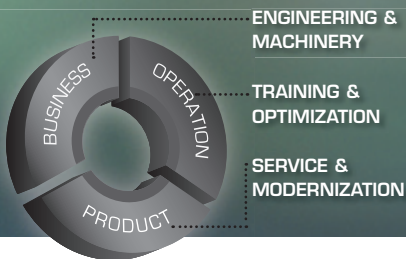 BUSINESS
OPERATION
PRODUCT
ENGINEERING &
MACHINERY
TRAINING &
OPTIMIZATION
SERVICE &
MODERNIZATION